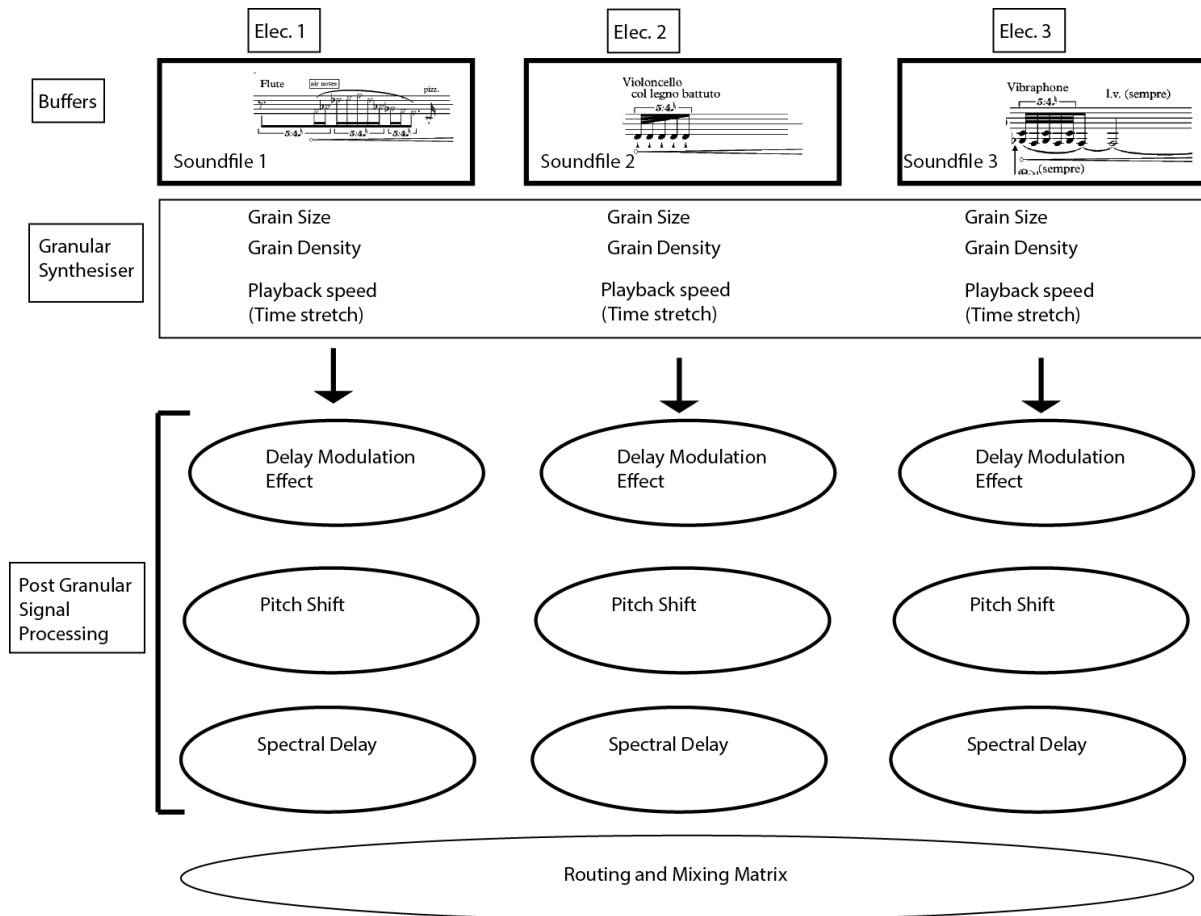 Elec. 1
Elec. 2
Elec. 3
Buffers
Flute
air notes
pizz.
5:4
5:4
5:4
Soundfile 1
Violoncello
col legno battuto
5:4
Soundfile 2
Vibraphone
l.v. (sempre)
5:4
Soundfile 3
(sempre)
Granular
Synthesiser
Grain Size
Grain Density
Playback speed
(Time stretch)
Grain Size
Grain Density
Playback speed
(Time stretch)
Grain Size
Grain Density
Playback speed
(Time stretch)
Post Granular
Signal
Processing
Delay Modulation
Effect
Delay Modulation
Effect
Delay Modulation
Effect
Pitch Shift
Pitch Shift
Pitch Shift
Spectral Delay
Spectral Delay
Spectral Delay
Routing and Mixing Matrix